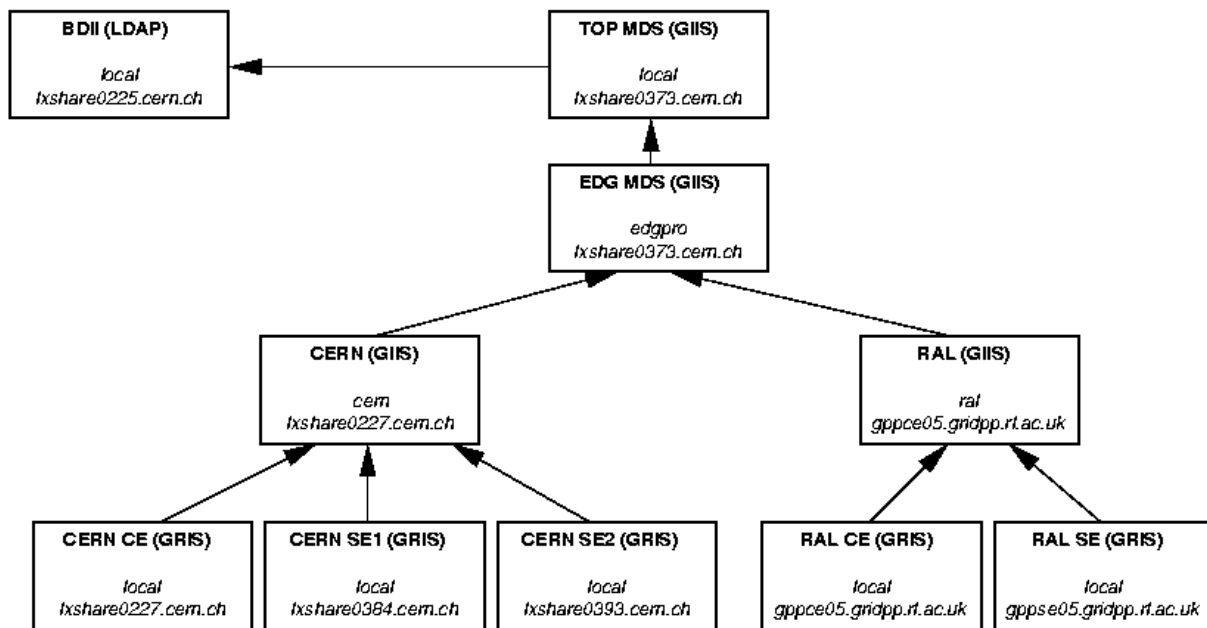 BDII (LDAP)
local
lxshare0225.cern.ch
TOP MDS (GIIS)
local
lxshare0373.cern.ch
EDG MDS (GIIS)
edgpro
lxshare0373.cern.ch
CERN (GIIS)
cern
lxshare0227.cern.ch
RAL (GIIS)
ral
gppce05.gridpp.rl.ac.uk
CERN CE (GRIS)
local
lxshare0227.cern.ch
CERN SE1 (GRIS)
local
lxshare0384.cern.ch
CERN SE2 (GRIS)
local
lxshare0393.cern.ch
RAL CE (GRIS)
local
gppce05.gridpp.rl.ac.uk
RAL SE (GRIS)
local
gppse05.gridpp.rl.ac.uk